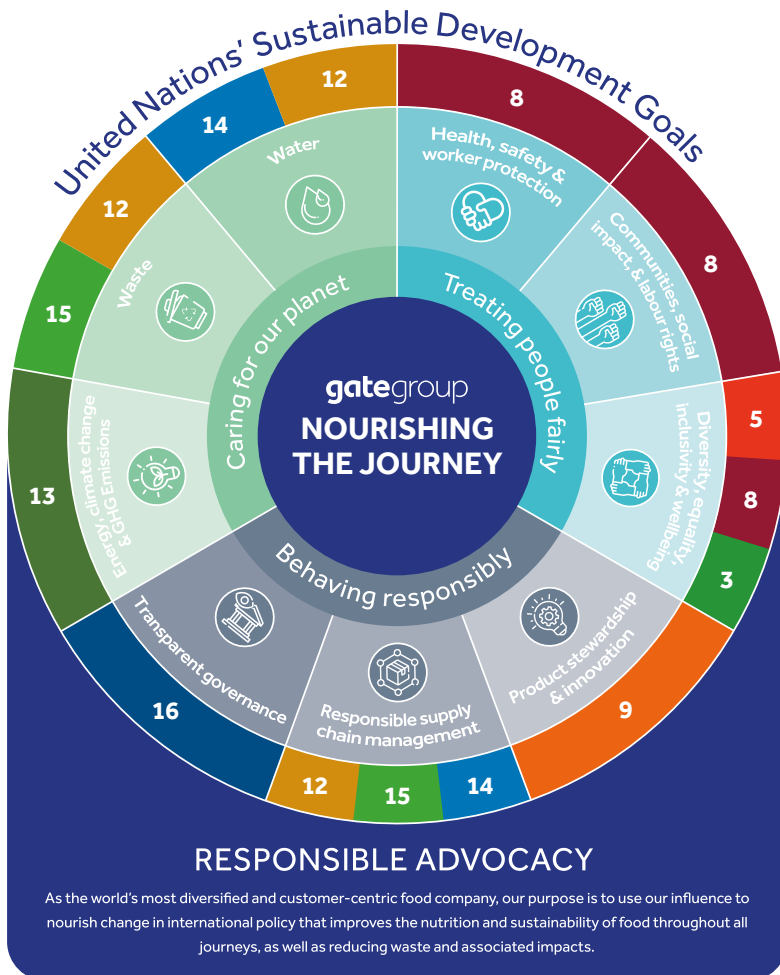 United Nations’ Sustainable Development Goals
12
8
14
8
12
15
5
13
8
3
16
9
12
15
14
Water
Health, safety &
worker protection
Communities, social
impact, & labour rights
Waste
Diversity, equality,
inclusivity & wellbeing
Energy, climate change
& GHG Emissions
Transparent governance
Responsible supply
chain management
Product stewardship
& innovation
Caring for our planet
Treating people fairly
Behaving responsibly
gategroup
NOURISHING
THE JOURNEY
RESPONSIBLE ADVOCACY
As the world’s most diversified and customer-centric food company, our purpose is to use our influence to
nourish change in international policy that improves the nutrition and sustainability of food throughout all
journeys, as well as reducing waste and associated impacts.